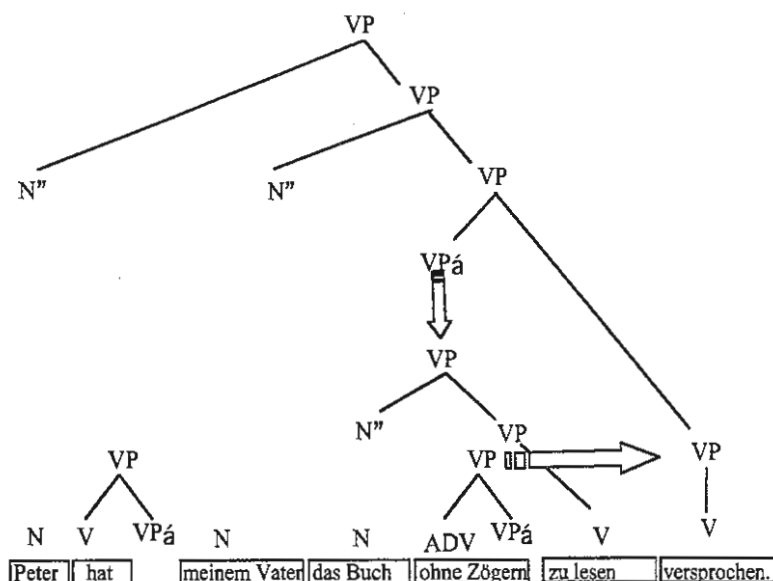 VP
VP
N" N" VP
VPá
VP
N" VP
VP VP VP
N V VPá N N ADV VPá V V
Peter hat meinem Vater das Buch ohne Zögern zu lesen versprochen.